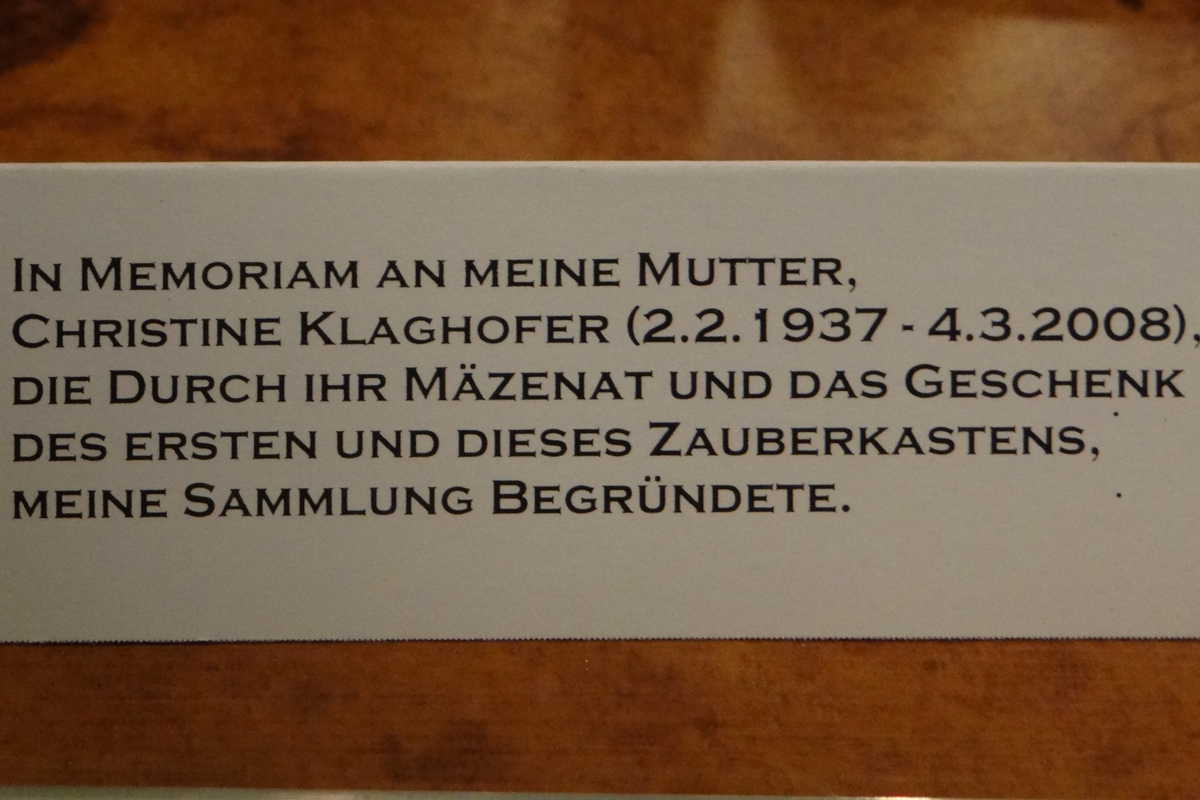 In Memoriam an meine Mutter,
Christine Klaghofer (2.2.1937 - 4.3.2008),
die Durch ihr Mäzenat und das Geschenk
des ersten und dieses Zauberkastens,
meine Sammlung Begründete.